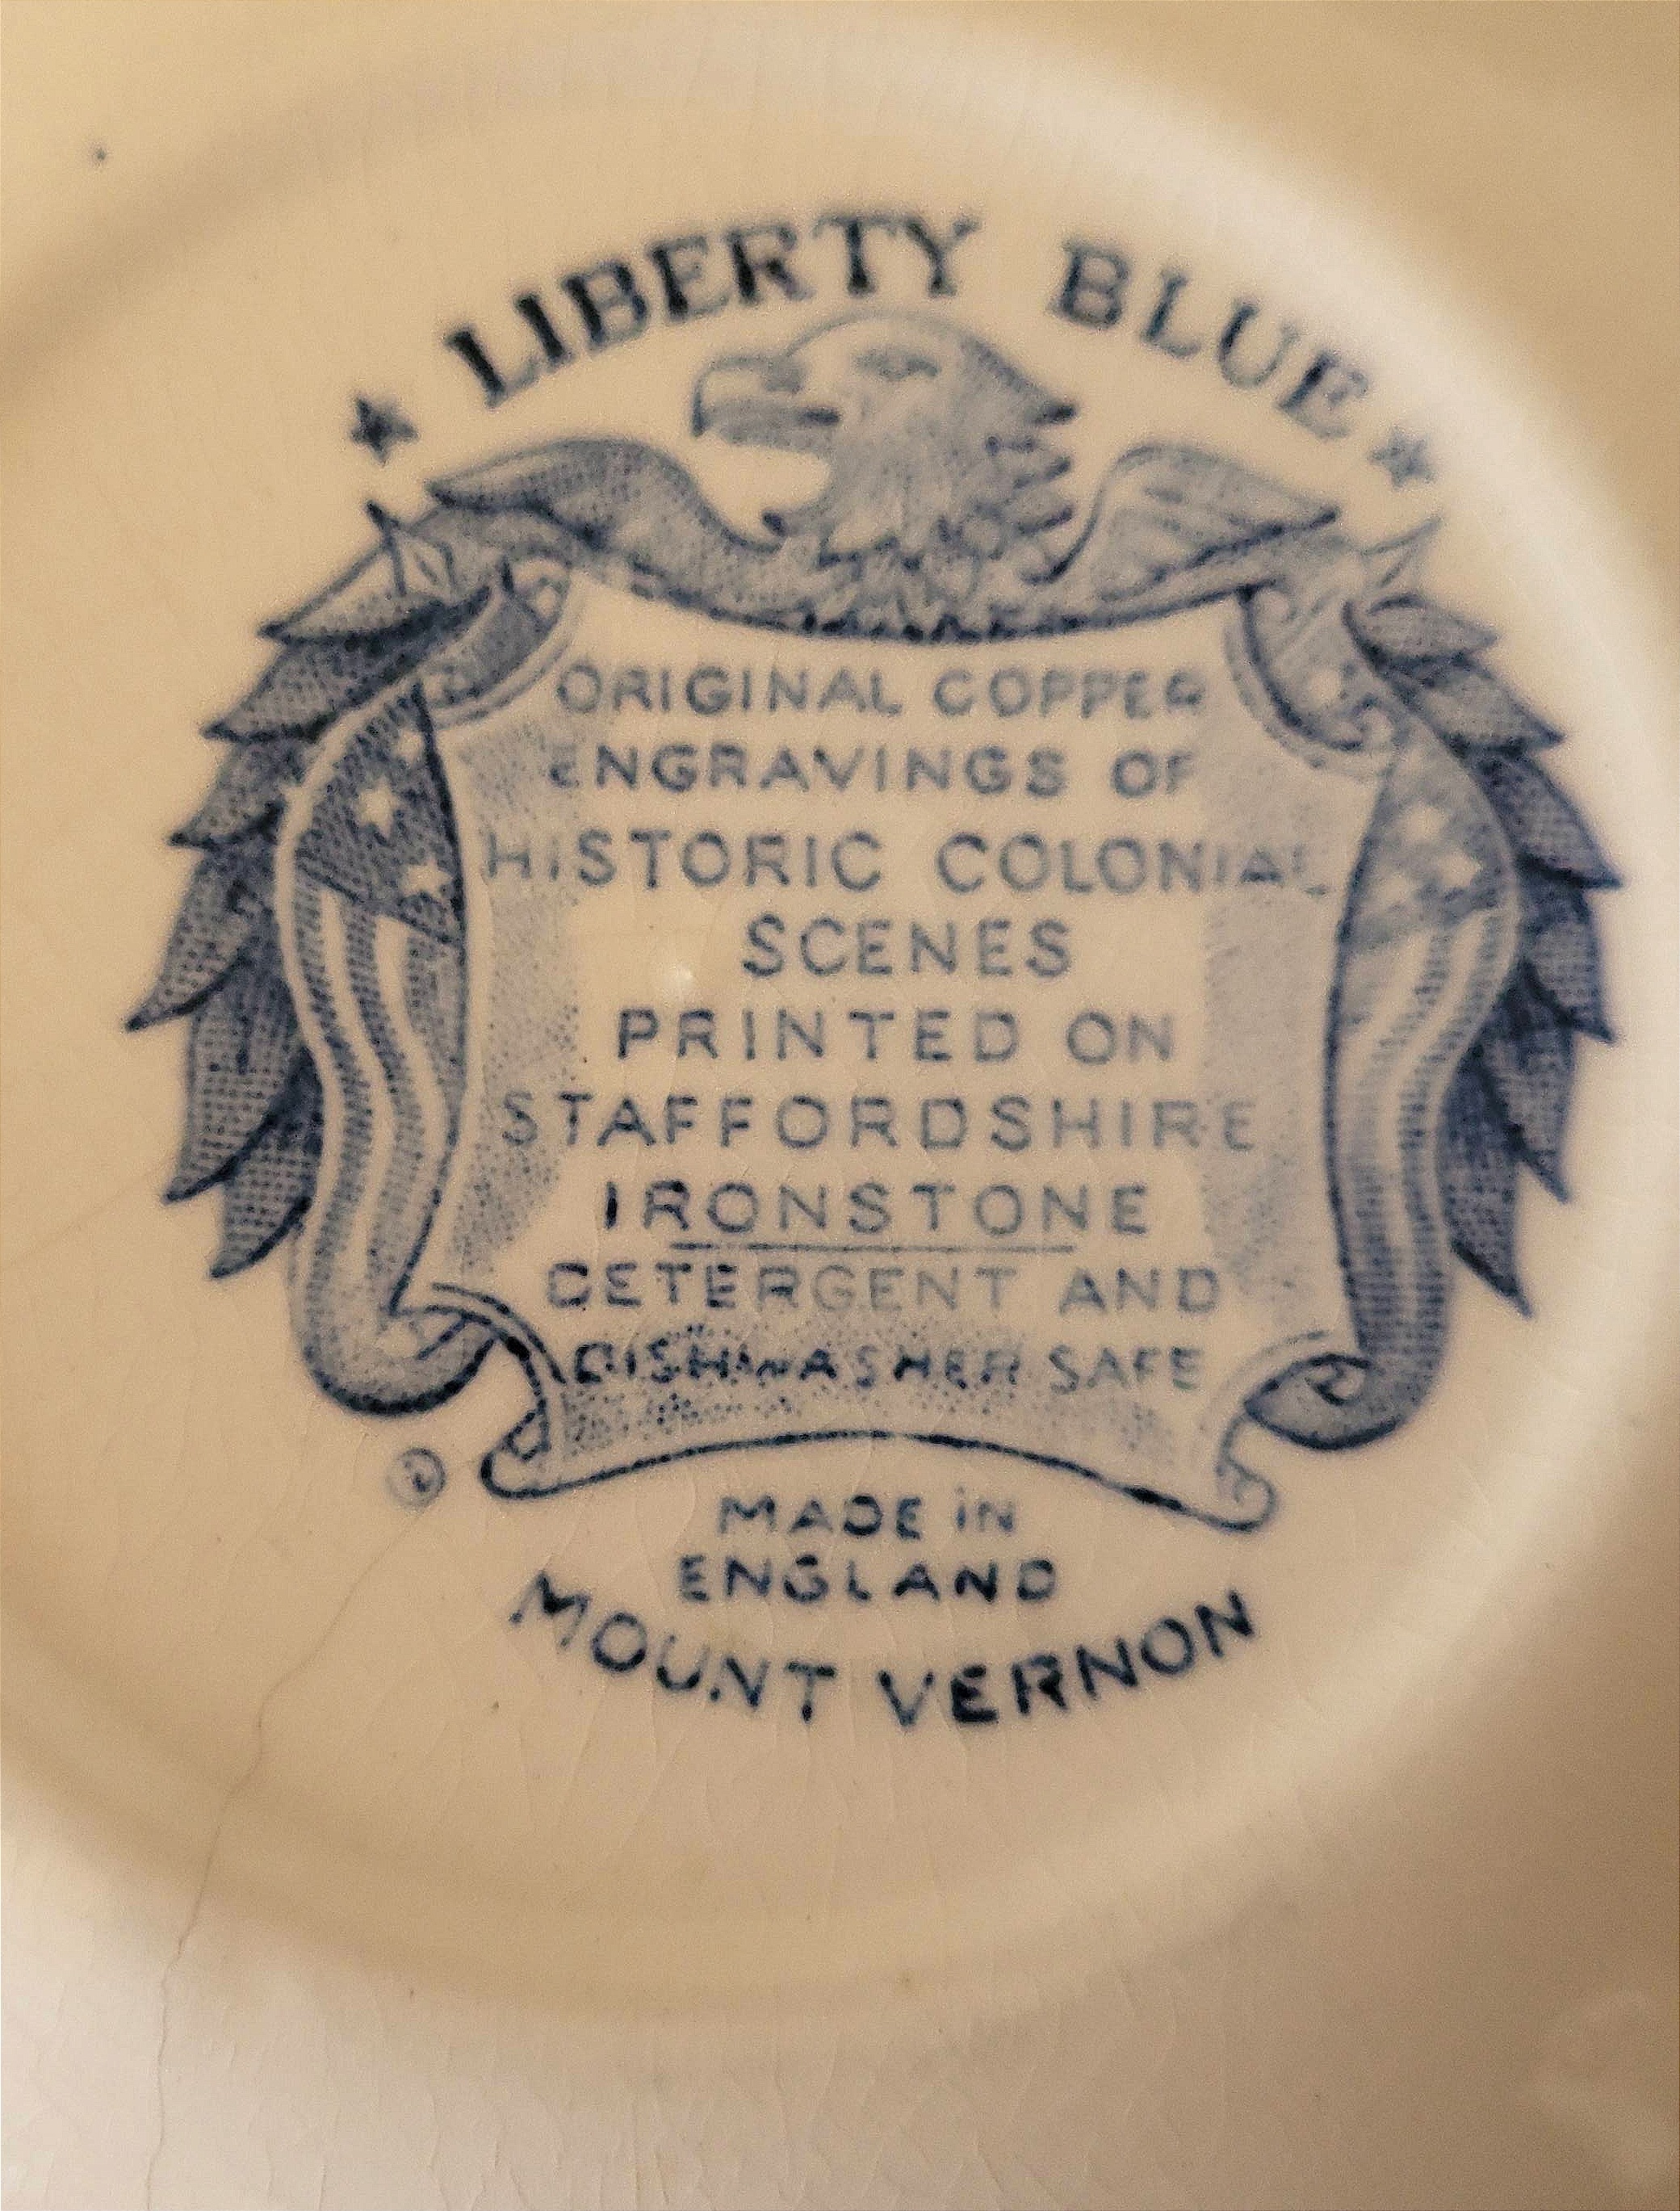 ★ LIBERTY BLUE ★
ORIGINAL COPPER
ENGRAVINGS OF
HISTORIC COLONIAL
SCENES
PRINTED ON
STAFFORDSHIRE
IRONSTONE
DETERGENT AND
DISHWASHER SAFE
MADE IN
ENGLAND
MOUNT VERNON